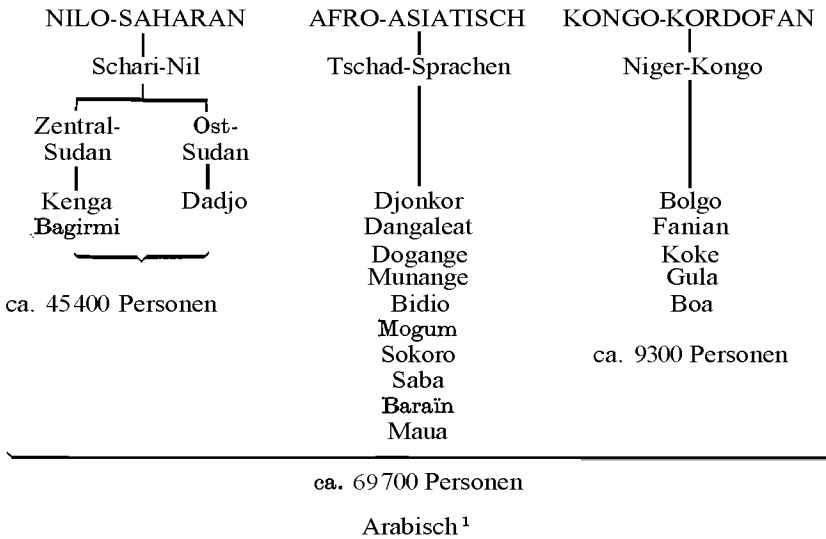 NILO-SAHARAN AFRO-ASIATISCH KONGO-KORDOFAN
Schari-Nil Tschad-Sprachen Niger-Kongo
Zentral- Ost-
Sudan Sudan
Kenga Dadjo Djonkor Bolgo
Bagirmi Dangaleat Fanian
Dogange Koke
Munange Gula
ca. 45400 Personen Bidio Boa
Mogum
Sokoro ca. 9300 Personen
Saba
Baraïn
Maua
ca. 69700 Personen
Arabisch¹